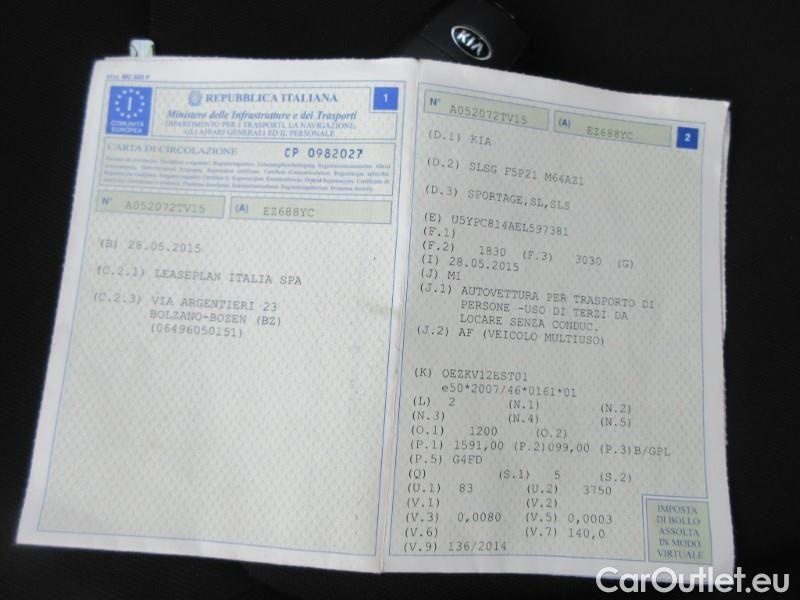 KIA
Mod. MC 820 F
I
COMUNITÀ
EUROPEA
REPUBBLICA ITALIANA
1
Ministero delle Infrastrutture e dei Trasporti
DIPARTIMENTO PER I TRASPORTI, LA NAVIGAZIONE,
GLI AFFARI GENERALI ED IL PERSONALE
CARTA DI CIRCOLAZIONE CP 0982027
N° A052072TV15 (A) EZ688YC
(B) 28.05.2015
(C.2.1) LEASEPLAN ITALIA SPA
(C.2.3) VIA ARGENTIERI 23
BOLZANO-BOZEN (BZ)
(06496050151)
N° A052072TV15 (A) EZ688YC 2
(D.1) KIA
(D.2) SLSG F5P21 M64AZ1
(D.3) SPORTAGE,SL,SLS
(E) U5YPC814AEL597381
(F.1)
(F.2) 1830 (F.3) 3030 (G)
(I) 28.05.2015
(J) M1
(J.1) AUTOVETTURA PER TRASPORTO DI
PERSONE -USO DI TERZI DA
LOCARE SENZA CONDUC.
(J.2) AF (VEICOLO MULTIUSO)
(K) OEZKV12EST01
e50*2007/46*0161*01
(L) 2 (N.1) (N.2)
(N.3) (N.4) (N.5)
(O.1) 1200 (O.2)
(P.1) 1591,00 (P.2)099,00 (P.3)B/GPL
(P.5) G4FD
(Q) (S.1) 5 (S.2)
(U.1) 83 (U.2) 3750
(V.1) (V.2)
(V.3) 0,0080 (V.5) 0,0003
(V.6) (V.7) 140,0
(V.9) 136/2014
IMPOSTA
DI BOLLO
ASSOLTA
IN MODO
VIRTUALE
CarOutlet.eu